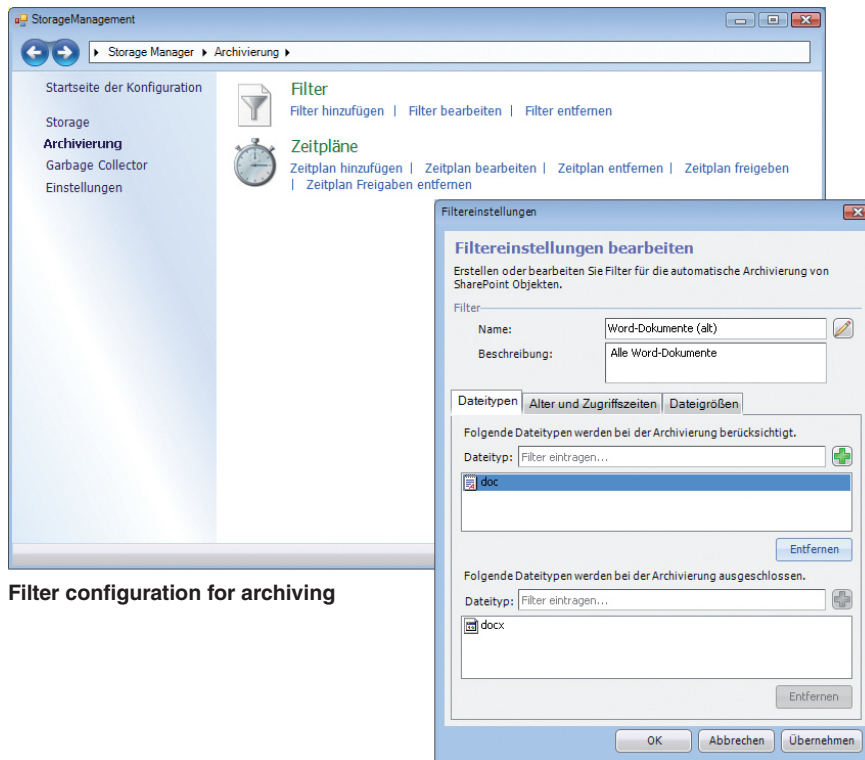 StorageManagement
Storage Manager Archivierung
Startseite der Konfiguration
Storage
Archivierung
Garbage Collector
Einstellungen
Filter
Filter hinzufügen | Filter bearbeiten | Filter entfernen
Zeitpläne
Zeitplan hinzufügen | Zeitplan bearbeiten | Zeitplan entfernen | Zeitplan freigeben
| Zeitplan Freigaben entfernen
Filtereinstellungen
Filtereinstellungen bearbeiten
Erstellen oder bearbeiten Sie Filter für die automatische Archivierung von
SharePoint Objekten.
Filter
Name: Word-Dokumente (alt)
Beschreibung: Alle Word-Dokumente
Dateitypen Alter und Zugriffszeiten Dateigrößen
Folgende Dateitypen werden bei der Archivierung berücksichtigt.
Dateityp: Filter eintragen...
doc
Entfernen
Folgende Dateitypen werden bei der Archivierung ausgeschlossen.
Dateityp: Filter eintragen...
docx
Entfernen
OK Abbrechen Übernehmen
Filter configuration for archiving